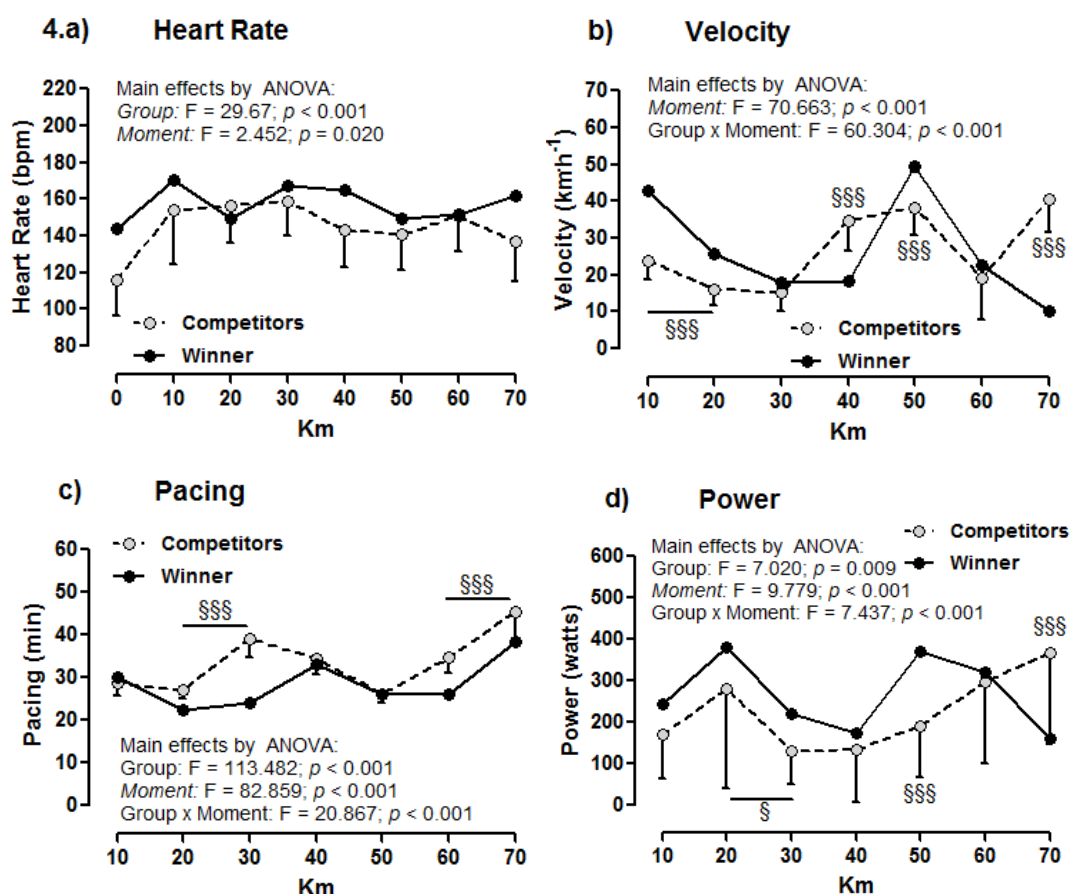 4.a) Heart Rate
Main effects by ANOVA:
Group: F = 29.67; p < 0.001
Moment: F = 2.452; p = 0.020
Heart Rate (bpm)
220
200
180
160
140
120
100
80
Competitors
Winner
0 10 20 30 40 50 60 70
Km
b) Velocity
Main effects by ANOVA:
Moment: F = 70.663; p < 0.001
Group x Moment: F = 60.304; p < 0.001
Velocity (km·h-1)
70
60
50
40
30
20
10
0
§§§
§§§
§§§
§§§
Competitors
Winner
10 20 30 40 50 60 70
Km
c) Pacing
Competitors
Winner
Pacing (min)
60
50
40
30
20
10
0
§§§
§§§
Main effects by ANOVA:
Group: F = 113.482; p < 0.001
Moment: F = 82.859; p < 0.001
Group x Moment: F = 20.867; p < 0.001
10 20 30 40 50 60 70
Km
d) Power
Competitors
Winner
Main effects by ANOVA:
Group: F = 7.020; p = 0.009
Moment: F = 9.779; p < 0.001
Group x Moment: F = 7.437; p < 0.001
Power (watts)
600
500
400
300
200
100
0
§§§
§
§§§
10 20 30 40 50 60 70
Km